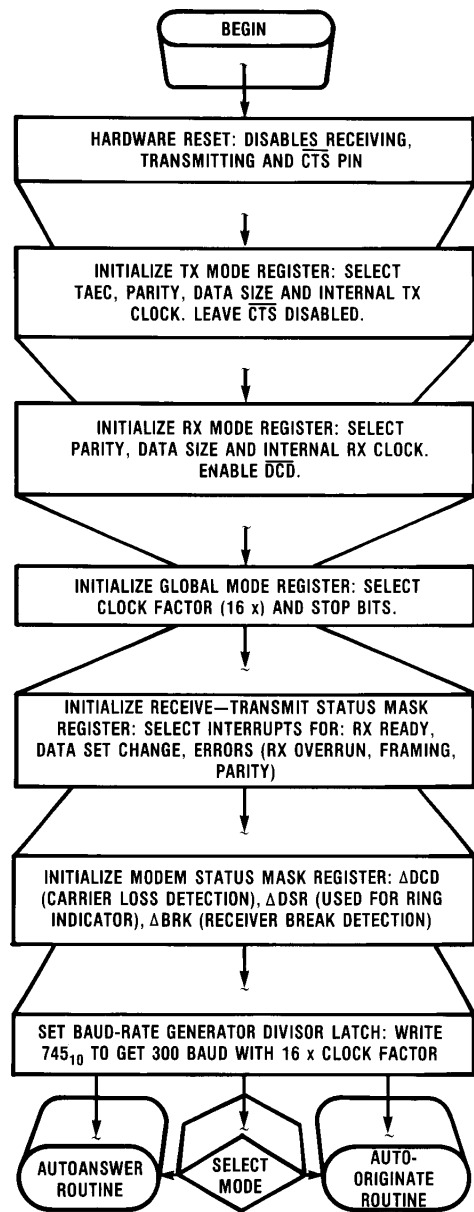 BEGIN
HARDWARE RESET: DISABLES RECEIVING,
TRANSMITTING AND C̅T̅S̅ PIN
INITIALIZE TX MODE REGISTER: SELECT
TAEC, PARITY, DATA SIZE AND INTERNAL TX
CLOCK. LEAVE C̅T̅S̅ DISABLED.
INITIALIZE RX MODE REGISTER: SELECT
PARITY, DATA SIZE AND INTERNAL RX CLOCK.
ENABLE D̅C̅D̅.
INITIALIZE GLOBAL MODE REGISTER: SELECT
CLOCK FACTOR (16 x) AND STOP BITS.
INITIALIZE RECEIVE—TRANSMIT STATUS MASK
REGISTER: SELECT INTERRUPTS FOR: RX READY,
DATA SET CHANGE, ERRORS (RX OVERRUN, FRAMING,
PARITY)
INITIALIZE MODEM STATUS MASK REGISTER: ΔDCD
(CARRIER LOSS DETECTION), ΔDSR (USED FOR RING
INDICATOR), ΔBRK (RECEIVER BREAK DETECTION)
SET BAUD-RATE GENERATOR DIVISOR LATCH: WRITE
745₁₀ TO GET 300 BAUD WITH 16 x CLOCK FACTOR
AUTOANSWER
ROUTINE
SELECT
MODE
AUTO-
ORIGINATE
ROUTINE